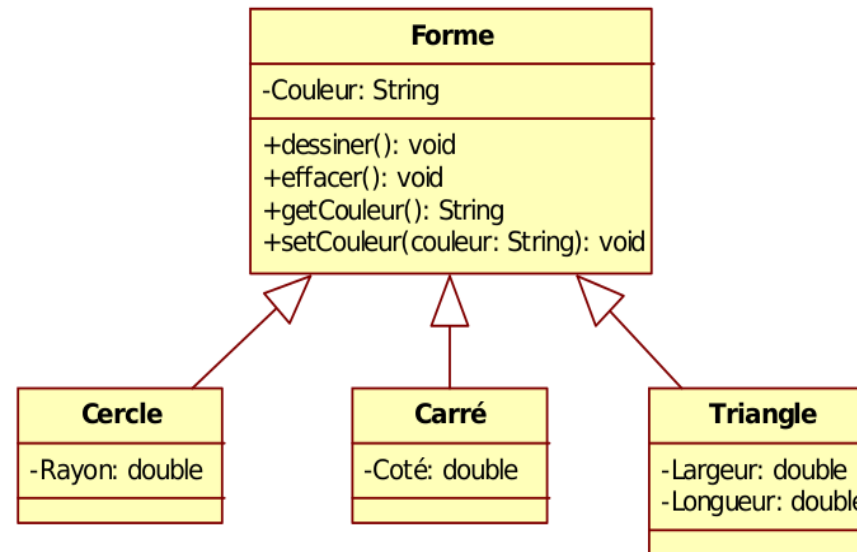 Forme
-Couleur: String
+dessiner(): void
+effacer(): void
+getCouleur(): String
+setCouleur(couleur: String): void
Cercle
-Rayon: double
Carré
-Coté: double
Triangle
-Largeur: double
-Longueur: double